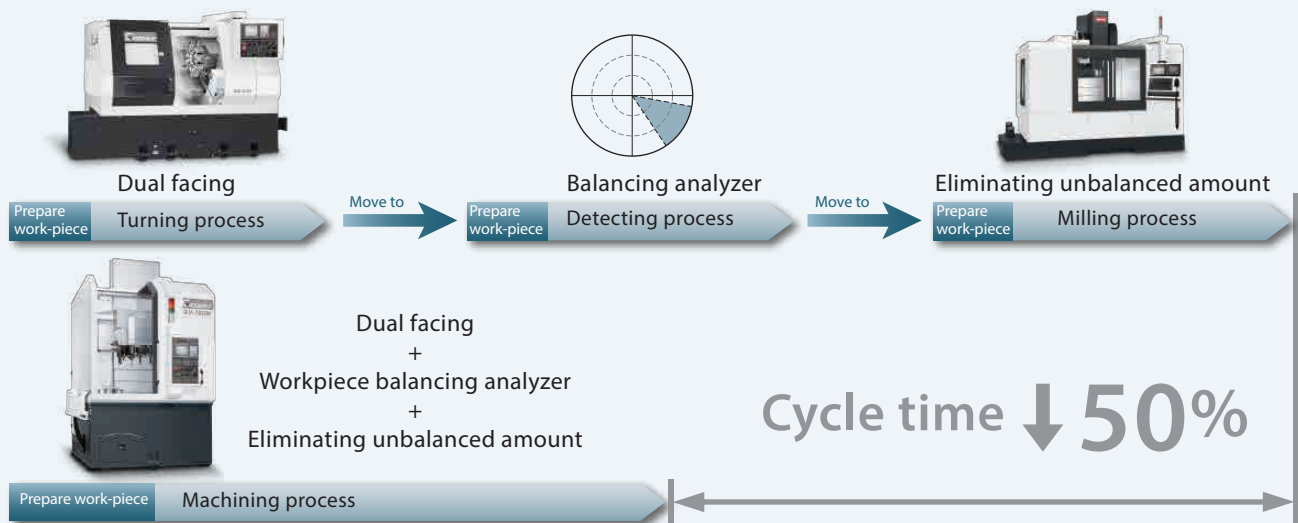 Dual facing
Balancing analyzer
Eliminating unbalanced amount
Prepare
work-piece
Turning process
Move to
Prepare
work-piece
Detecting process
Move to
Prepare
work-piece
Milling process
Dual facing
+
Workpiece balancing analyzer
+
Eliminating unbalanced amount
Cycle time ↓ 50%
Prepare work-piece
Machining process